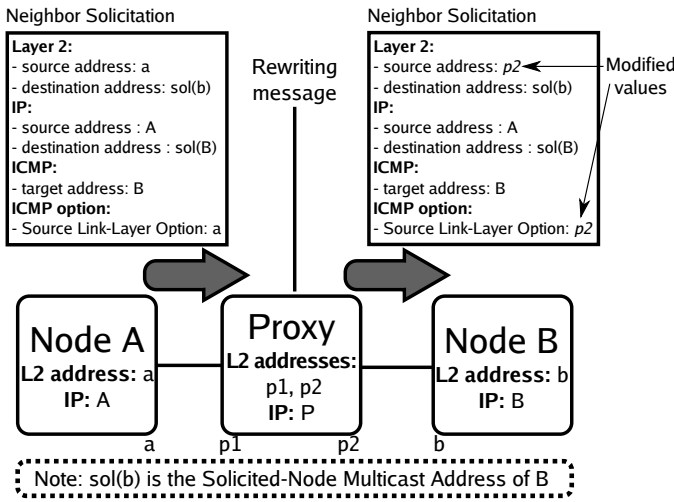 Neighbor Solicitation
Layer 2:
- source address: a
- destination address: sol(b)
IP:
- source address : A
- destination address : sol(B)
ICMP:
- target address: B
ICMP option:
- Source Link-Layer Option: a
Rewriting
message
Neighbor Solicitation
Layer 2:
- source address: p2
- destination address: sol(b)
IP:
- source address : A
- destination address : sol(B)
ICMP:
- target address: B
ICMP option:
- Source Link-Layer Option: p2
Modified
values
Node A
L2 address: a
IP: A
Proxy
L2 addresses:
p1, p2
IP: P
Node B
L2 address: b
IP: B
a
p1
p2
b
Note: sol(b) is the Solicited-Node Multicast Address of B